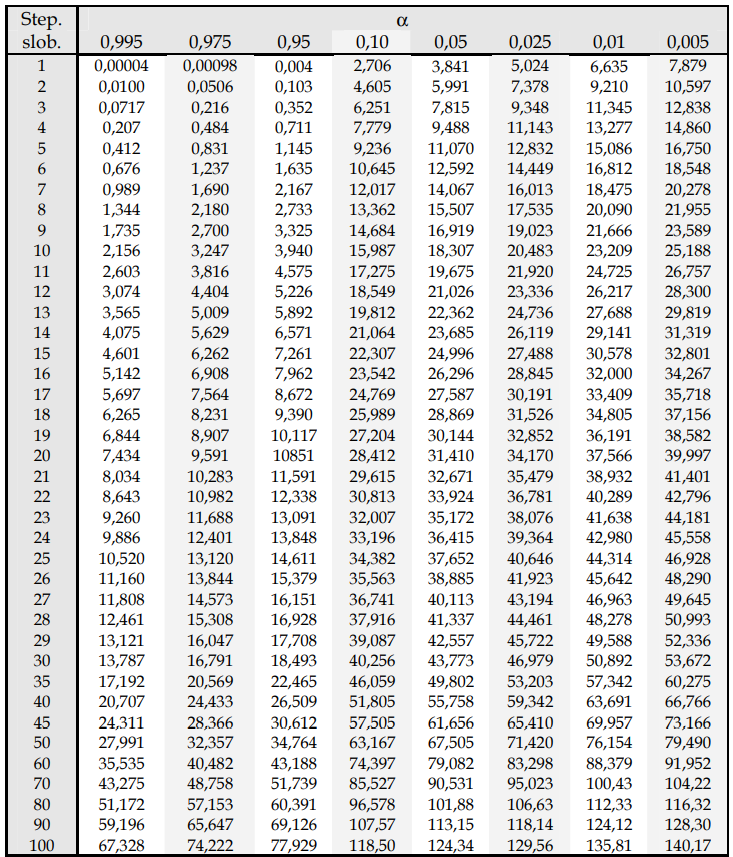 Step. α
slob. 0,995 0,975 0,95 0,10 0,05 0,025 0,01 0,005
1 0,00004 0,00098 0,004 2,706 3,841 5,024 6,635 7,879
2 0,0100 0,0506 0,103 4,605 5,991 7,378 9,210 10,597
3 0,0717 0,216 0,352 6,251 7,815 9,348 11,345 12,838
4 0,207 0,484 0,711 7,779 9,488 11,143 13,277 14,860
5 0,412 0,831 1,145 9,236 11,070 12,832 15,086 16,750
6 0,676 1,237 1,635 10,645 12,592 14,449 16,812 18,548
7 0,989 1,690 2,167 12,017 14,067 16,013 18,475 20,278
8 1,344 2,180 2,733 13,362 15,507 17,535 20,090 21,955
9 1,735 2,700 3,325 14,684 16,919 19,023 21,666 23,589
10 2,156 3,247 3,940 15,987 18,307 20,483 23,209 25,188
11 2,603 3,816 4,575 17,275 19,675 21,920 24,725 26,757
12 3,074 4,404 5,226 18,549 21,026 23,336 26,217 28,300
13 3,565 5,009 5,892 19,812 22,362 24,736 27,688 29,819
14 4,075 5,629 6,571 21,064 23,685 26,119 29,141 31,319
15 4,601 6,262 7,261 22,307 24,996 27,488 30,578 32,801
16 5,142 6,908 7,962 23,542 26,296 28,845 32,000 34,267
17 5,697 7,564 8,672 24,769 27,587 30,191 33,409 35,718
18 6,265 8,231 9,390 25,989 28,869 31,526 34,805 37,156
19 6,844 8,907 10,117 27,204 30,144 32,852 36,191 38,582
20 7,434 9,591 10851 28,412 31,410 34,170 37,566 39,997
21 8,034 10,283 11,591 29,615 32,671 35,479 38,932 41,401
22 8,643 10,982 12,338 30,813 33,924 36,781 40,289 42,796
23 9,260 11,688 13,091 32,007 35,172 38,076 41,638 44,181
24 9,886 12,401 13,848 33,196 36,415 39,364 42,980 45,558
25 10,520 13,120 14,611 34,382 37,652 40,646 44,314 46,928
26 11,160 13,844 15,379 35,563 38,885 41,923 45,642 48,290
27 11,808 14,573 16,151 36,741 40,113 43,194 46,963 49,645
28 12,461 15,308 16,928 37,916 41,337 44,461 48,278 50,993
29 13,121 16,047 17,708 39,087 42,557 45,722 49,588 52,336
30 13,787 16,791 18,493 40,256 43,773 46,979 50,892 53,672
35 17,192 20,569 22,465 46,059 49,802 53,203 57,342 60,275
40 20,707 24,433 26,509 51,805 55,758 59,342 63,691 66,766
45 24,311 28,366 30,612 57,505 61,656 65,410 69,957 73,166
50 27,991 32,357 34,764 63,167 67,505 71,420 76,154 79,490
60 35,535 40,482 43,188 74,397 79,082 83,298 88,379 91,952
70 43,275 48,758 51,739 85,527 90,531 95,023 100,43 104,22
80 51,172 57,153 60,391 96,578 101,88 106,63 112,33 116,32
90 59,196 65,647 69,126 107,57 113,15 118,14 124,12 128,30
100 67,328 74,222 77,929 118,50 124,34 129,56 135,81 140,17